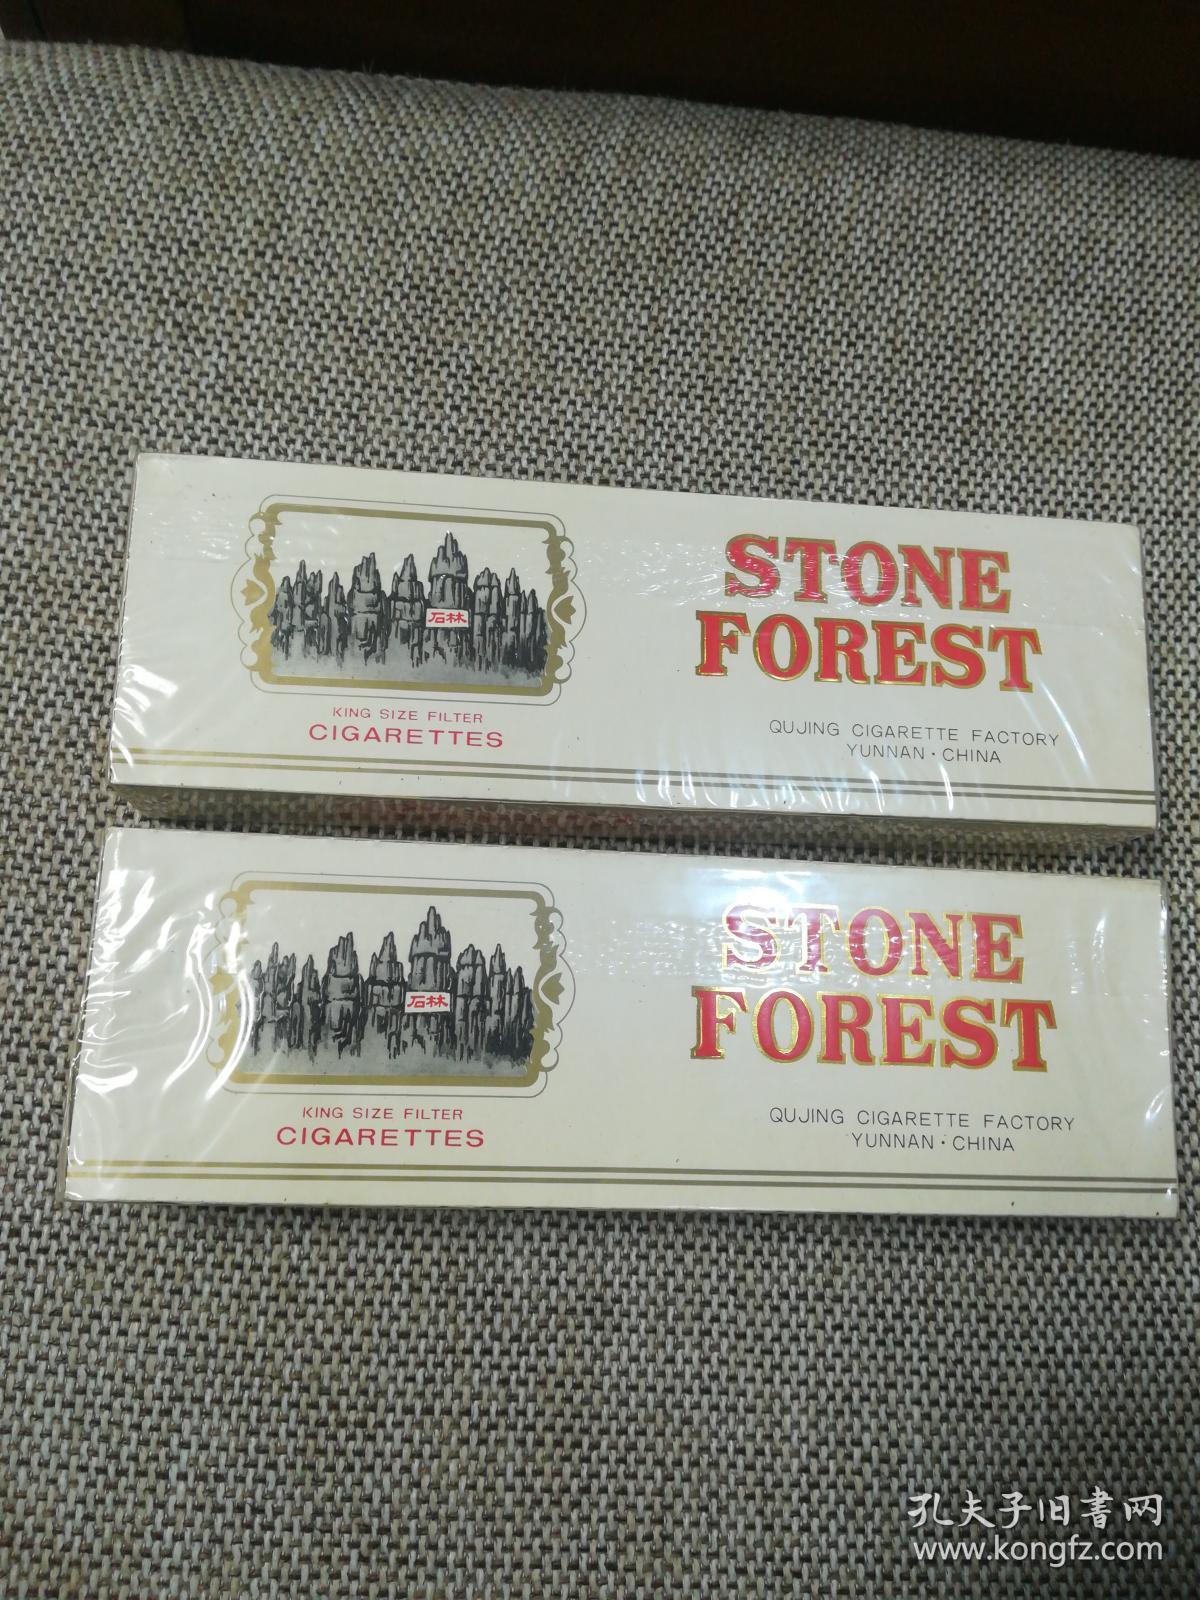 石林
KING SIZE FILTER
CIGARETTES
STONE
FOREST
QUJING CIGARETTE FACTORY
YUNNAN·CHINA
石林
KING SIZE FILTER
CIGARETTES
STONE
FOREST
QUJING CIGARETTE FACTORY
YUNNAN·CHINA
孔夫子旧書网
www.kongfz.com